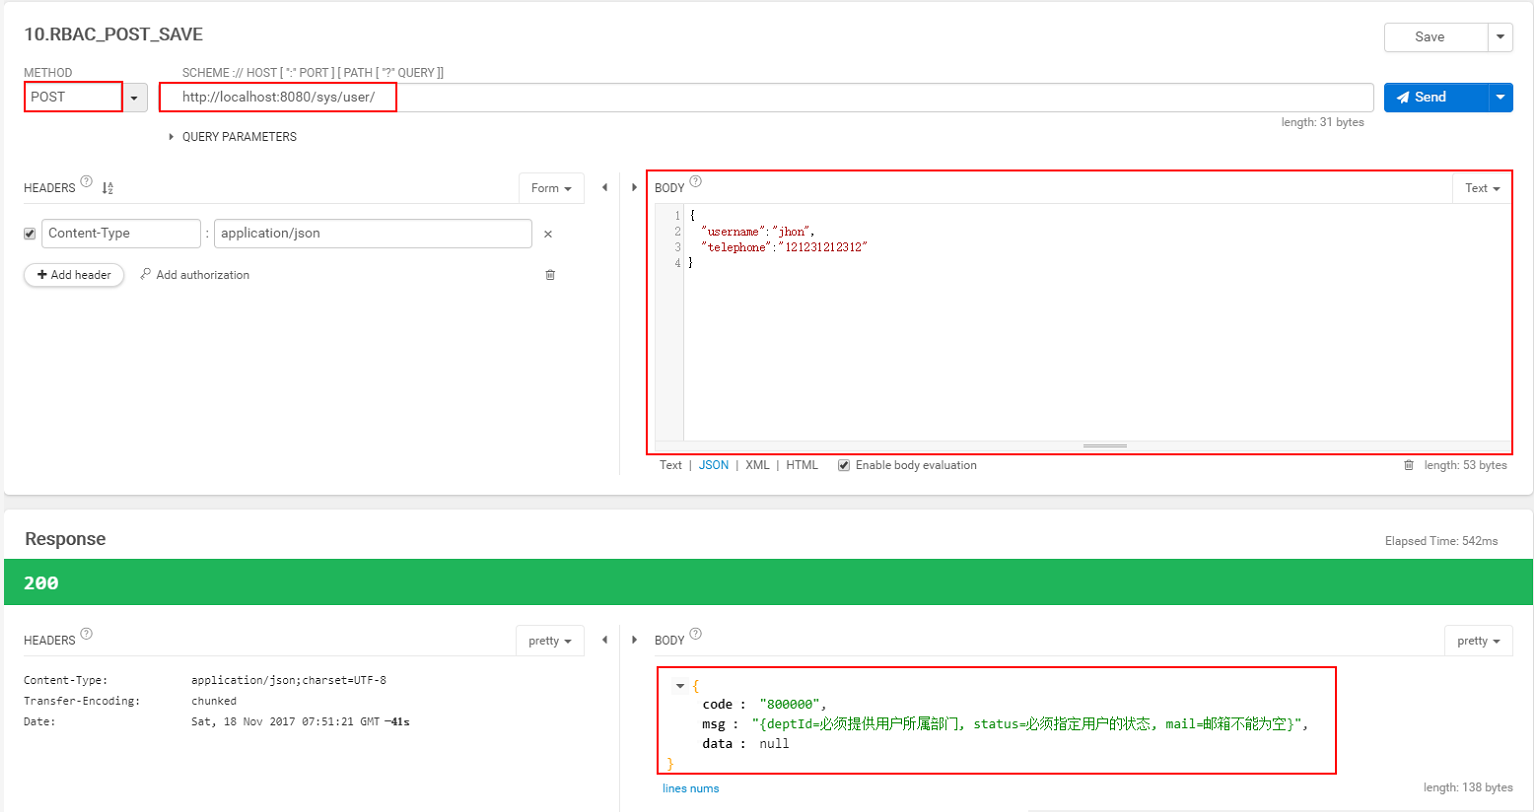 10.RBAC_POST_SAVE
Save
METHOD
SCHEME :// HOST [ ":" PORT ] [ PATH [ "?" QUERY ]]
POST
http://localhost:8080/sys/user/
Send
length: 31 bytes
QUERY PARAMETERS
HEADERS ?
Form
BODY ?
Text
Content-Type : application/json
+ Add header
Add authorization
1 {
2 "username":"jhon",
3 "telephone":"121231212312"
4 }
Text | JSON | XML | HTML
Enable body evaluation
length: 53 bytes
Response
Elapsed Time: 542ms
200
HEADERS ?
pretty
BODY ?
pretty
Content-Type: application/json;charset=UTF-8
Transfer-Encoding: chunked
Date: Sat, 18 Nov 2017 07:51:21 GMT −41s
{
code : "800000",
msg : "{deptId=必须提供用户所属部门, status=必须指定用户的状态, mail=邮箱不能为空}",
data : null
}
lines nums
length: 138 bytes